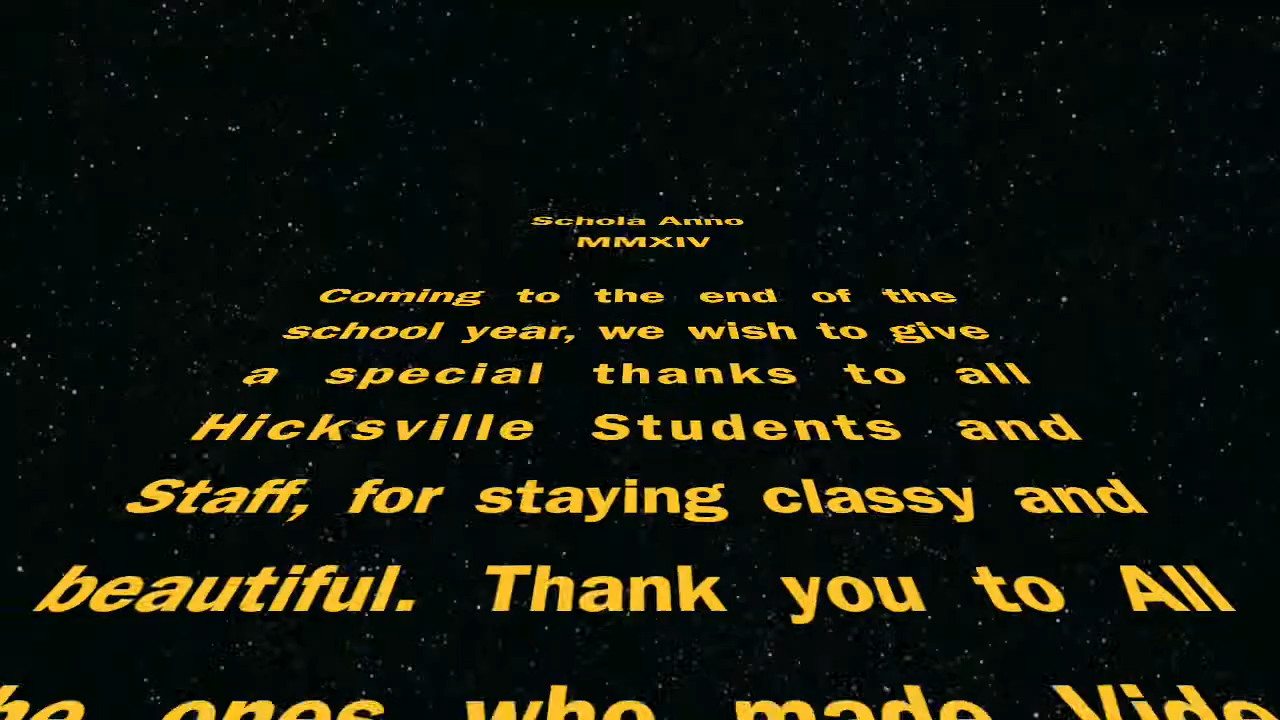 Schola Anno
MMXIV
Coming to the end of the
school year, we wish to give
a special thanks to all
Hicksville Students and
Staff, for staying classy and
beautiful. Thank you to All
ones who made